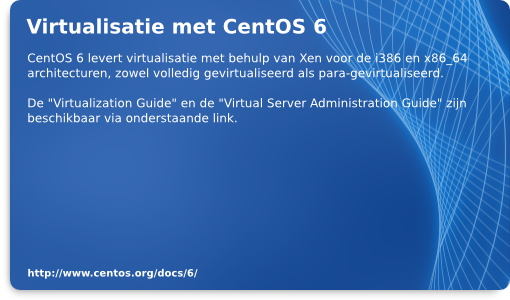 Virtualisatie met CentOS 6
CentOS 6 levert virtualisatie met behulp van Xen voor de i386 en x86_64
architecturen, zowel volledig gevirtualiseerd als para-gevirtualiseerd.
De "Virtualization Guide" en de "Virtual Server Administration Guide" zijn
beschikbaar via onderstaande link.
http://www.centos.org/docs/6/